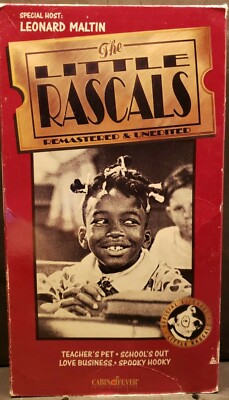 SPECIAL HOST:
LEONARD MALTIN
The
LITTLE
RASCALS
REMASTERED & UNEDITED
TEACHER'S PET • SCHOOL'S OUT
LOVE BUSINESS • SPOOKY HOOKY
CABIN FEVER